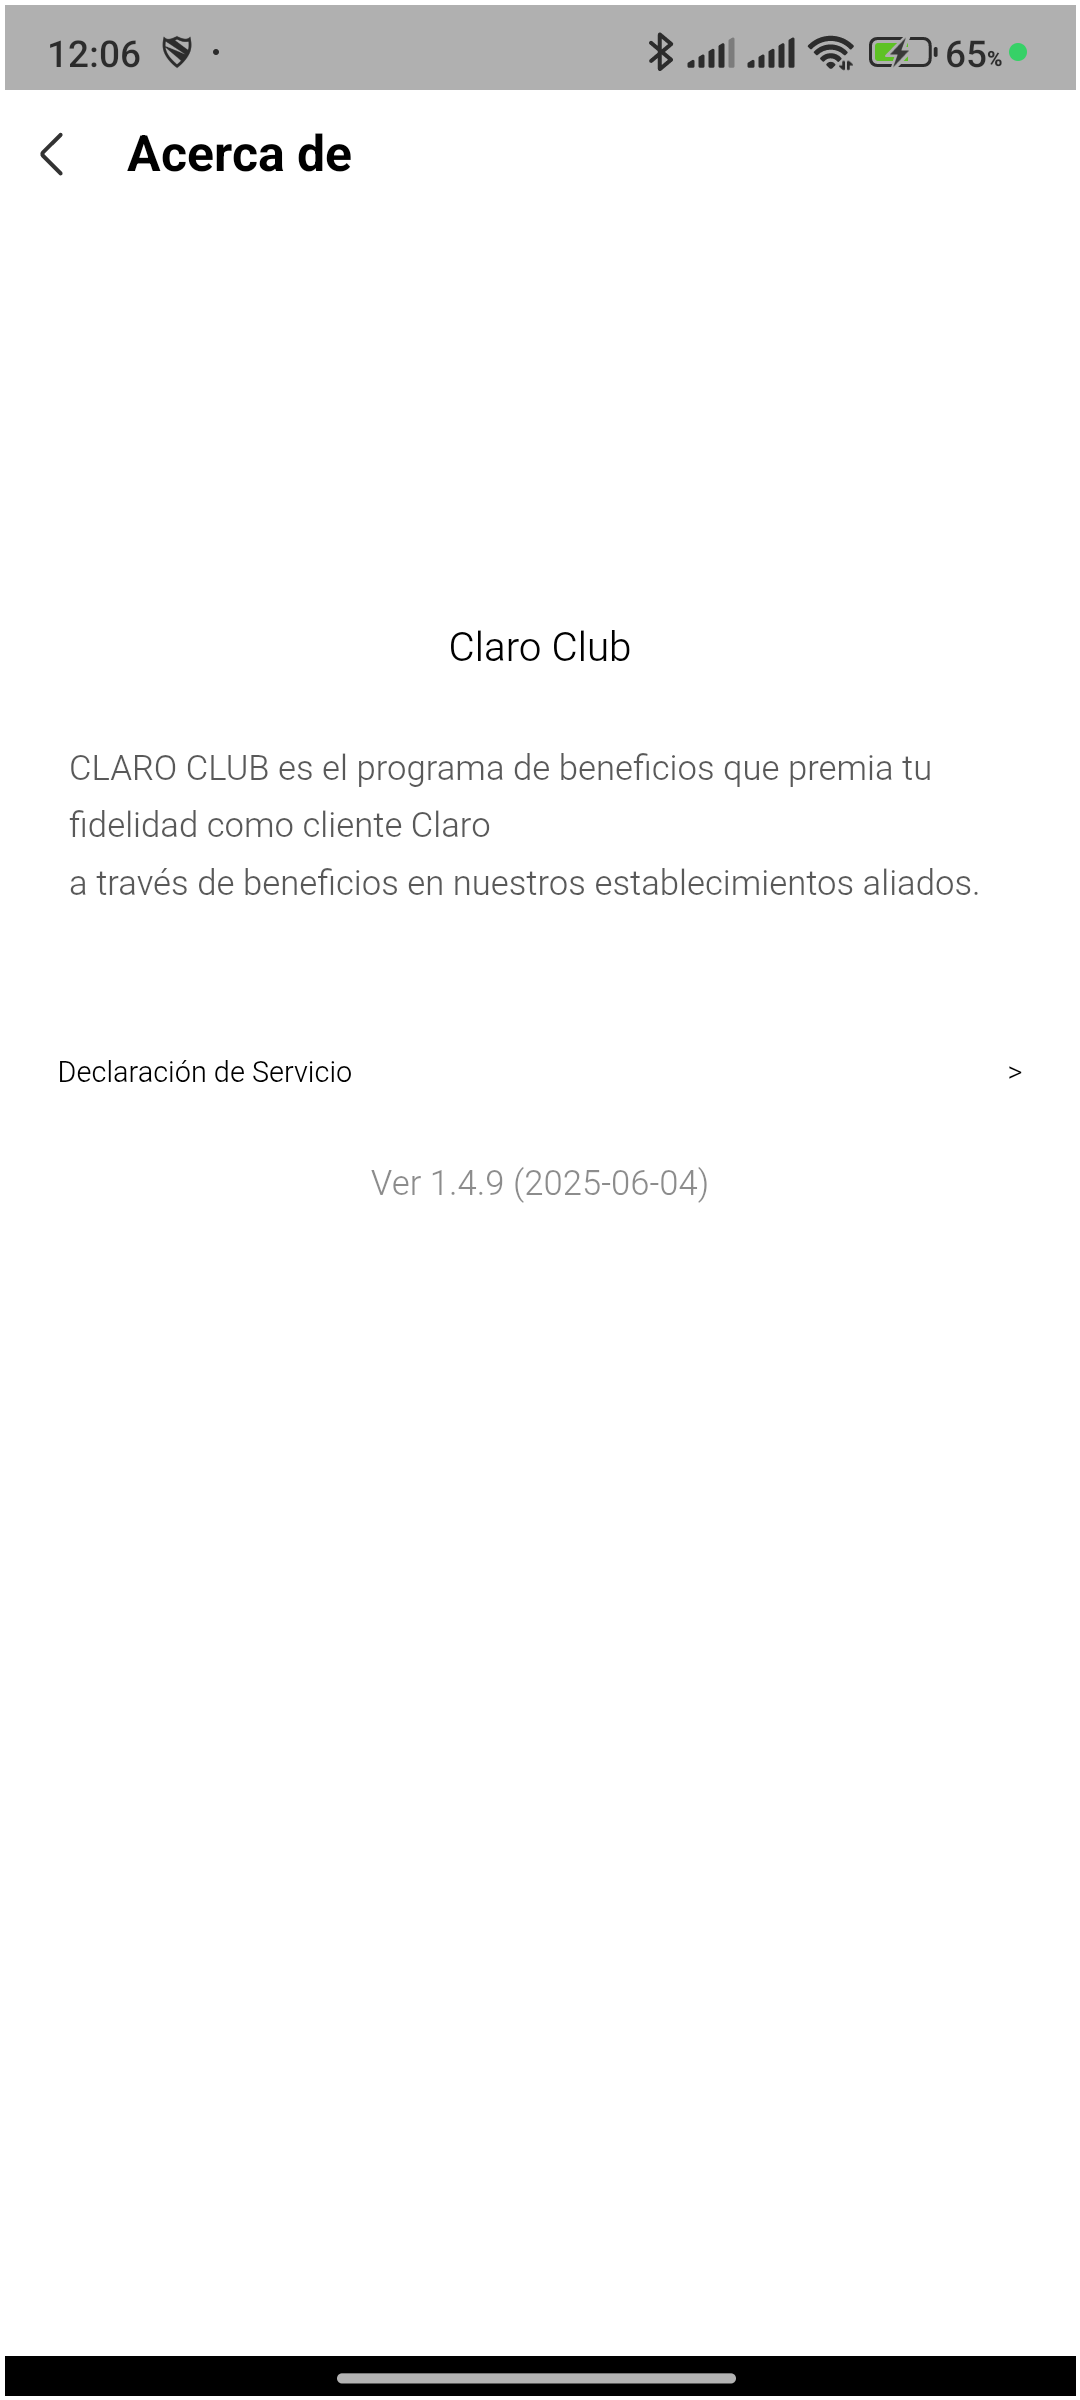 12:06
65%
Acerca de
Claro Club
CLARO CLUB es el programa de beneficios que premia tu
fidelidad como cliente Claro
a través de beneficios en nuestros establecimientos aliados.
Declaración de Servicio >
Ver 1.4.9 (2025-06-04)